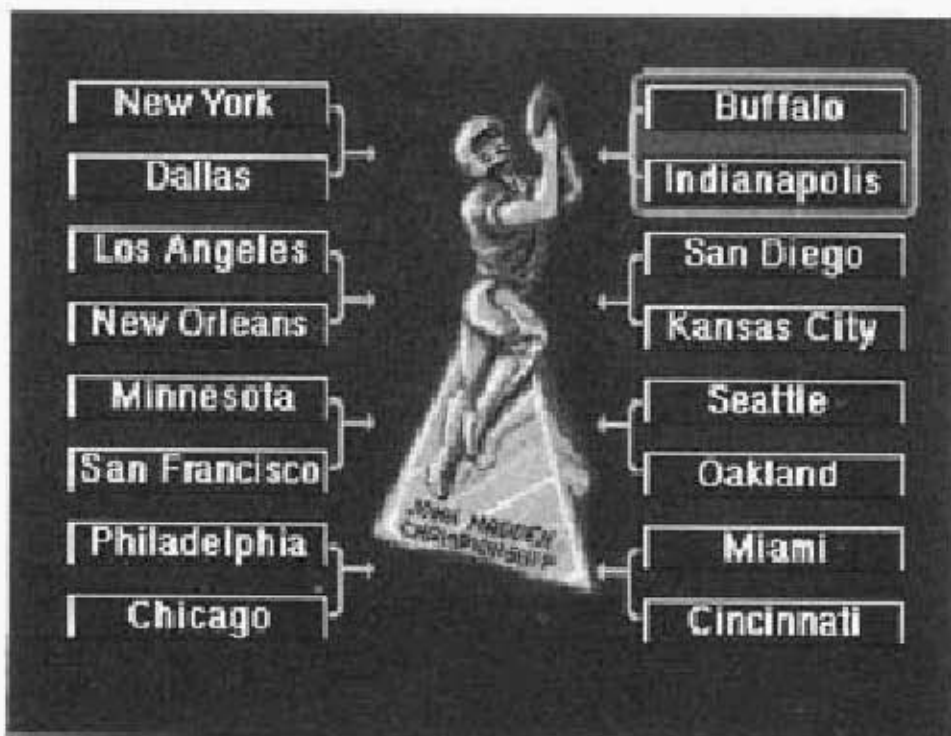 New York
Dallas
Los Angeles
New Orleans
Minnesota
San Francisco
Philadelphia
Chicago
JOHN MADDEN
CHAMPIONSHIP
Buffalo
Indianapolis
San Diego
Kansas City
Seattle
Oakland
Miami
Cincinnati